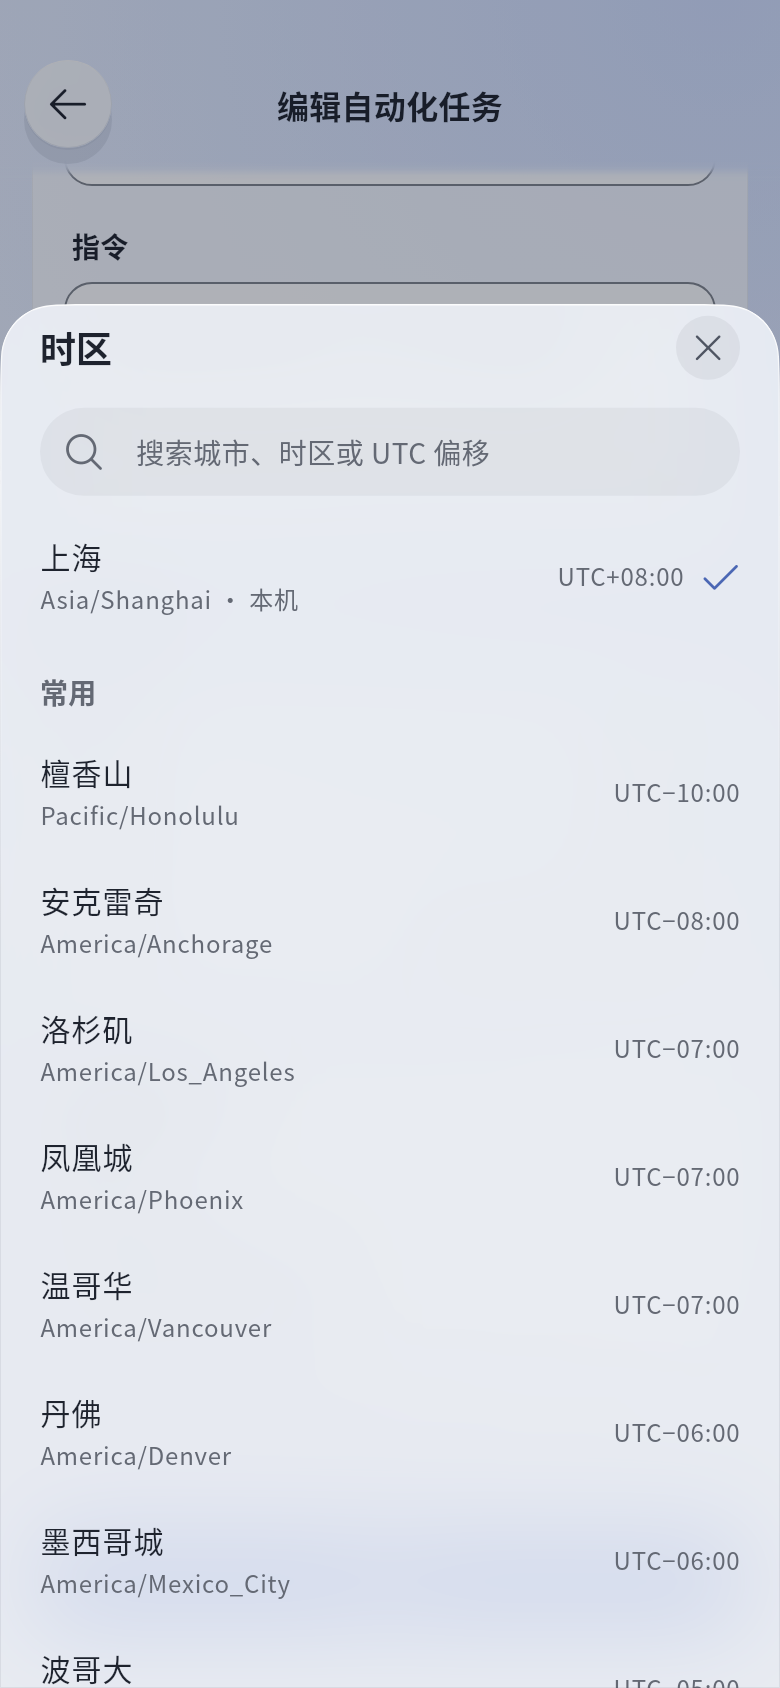 编辑自动化任务
指令
时区
搜索城市、时区或 UTC 偏移
上海
Asia/Shanghai · 本机
UTC+08:00
常用
檀香山
Pacific/Honolulu
UTC−10:00
安克雷奇
America/Anchorage
UTC−08:00
洛杉矶
America/Los_Angeles
UTC−07:00
凤凰城
America/Phoenix
UTC−07:00
温哥华
America/Vancouver
UTC−07:00
丹佛
America/Denver
UTC−06:00
墨西哥城
America/Mexico_City
UTC−06:00
波哥大
UTC−05:00